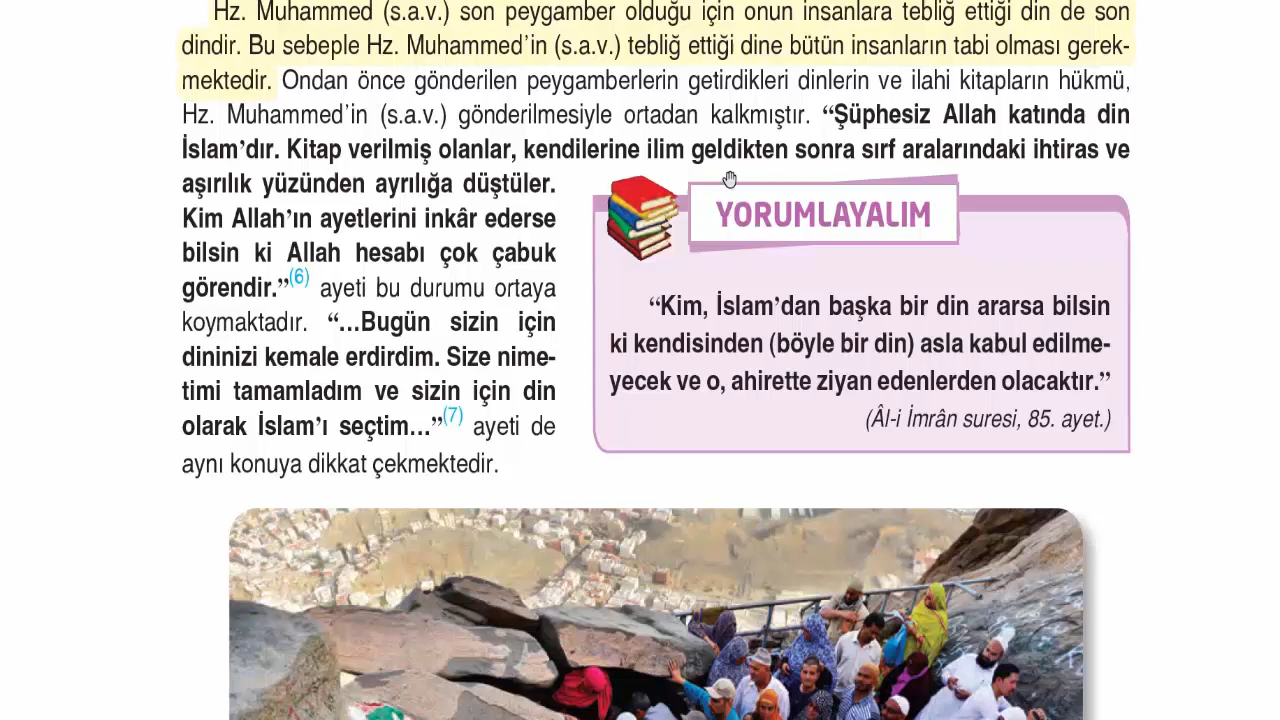 Hz. Muhammed (s.a.v.) son peygamber olduğu için onun insanlara tebliğ ettiği din de son
dindir. Bu sebeple Hz. Muhammed’in (s.a.v.) tebliğ ettiği dine bütün insanların tabi olması gerek-
mektedir. Ondan önce gönderilen peygamberlerin getirdikleri dinlerin ve ilahi kitapların hükmü,
Hz. Muhammed’in (s.a.v.) gönderilmesiyle ortadan kalkmıştır. “Şüphesiz Allah katında din
İslam’dır. Kitap verilmiş olanlar, kendilerine ilim geldikten sonra sırf aralarındaki ihtiras ve
aşırılık yüzünden ayrılığa düştüler.
Kim Allah’ın ayetlerini inkâr ederse
bilsin ki Allah hesabı çok çabuk
görendir.”(6) ayeti bu durumu ortaya
koymaktadır. “...Bugün sizin için
dininizi kemale erdirdim. Size nime-
timi tamamladım ve sizin için din
olarak İslam’ı seçtim...”(7) ayeti de
aynı konuya dikkat çekmektedir.
YORUMLAYALIM
“Kim, İslam’dan başka bir din ararsa bilsin
ki kendisinden (böyle bir din) asla kabul edilme-
yecek ve o, ahirette ziyan edenlerden olacaktır.”
(Âl-i İmrân suresi, 85. ayet.)